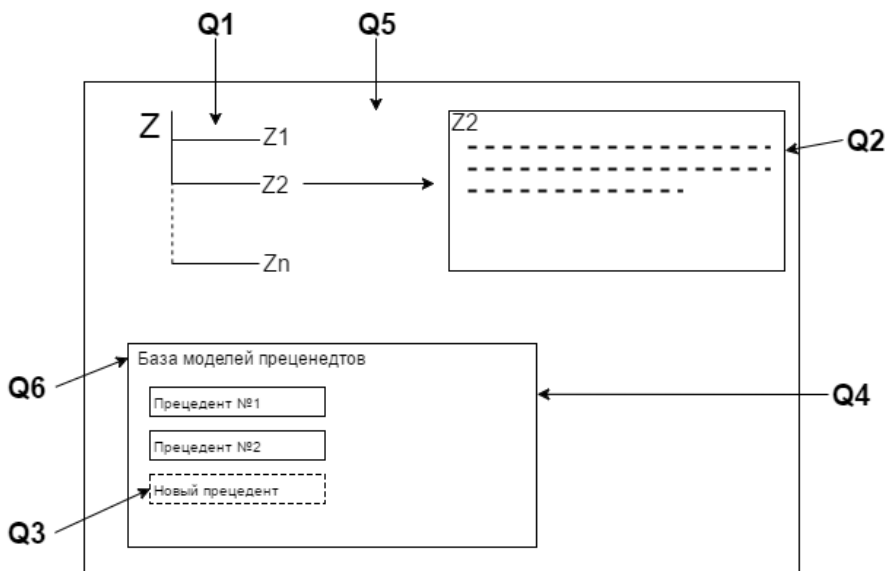 Q1
Q5
Z
Z1
Z2
Zn
Z2
Q2
База моделей преценедтов
Q6
Прецедент №1
Прецедент №2
Новый прецедент
Q4
Q3